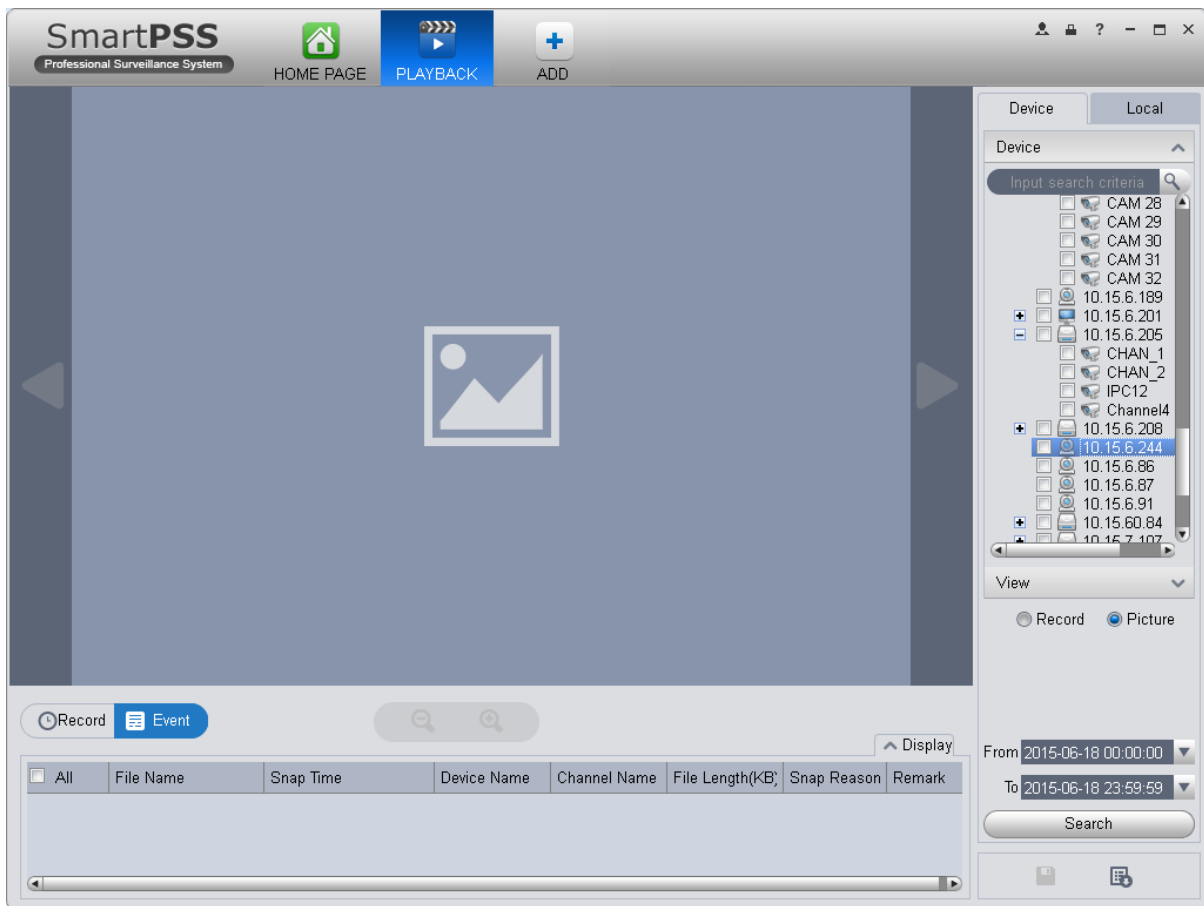 SmartPSS
Professional Surveillance System
HOME PAGE
PLAYBACK
ADD
?
Device
Local
Device
Input search criteria
CAM 28
CAM 29
CAM 30
CAM 31
CAM 32
10.15.6.189
10.15.6.201
10.15.6.205
CHAN_1
CHAN_2
IPC12
Channel4
10.15.6.208
10.15.6.244
10.15.6.86
10.15.6.87
10.15.6.91
10.15.60.84
10.15.7.107
View
Record
Picture
Record
Event
Display
All
File Name
Snap Time
Device Name
Channel Name
File Length(KB)
Snap Reason
Remark
From 2015-06-18 00:00:00
To 2015-06-18 23:59:59
Search